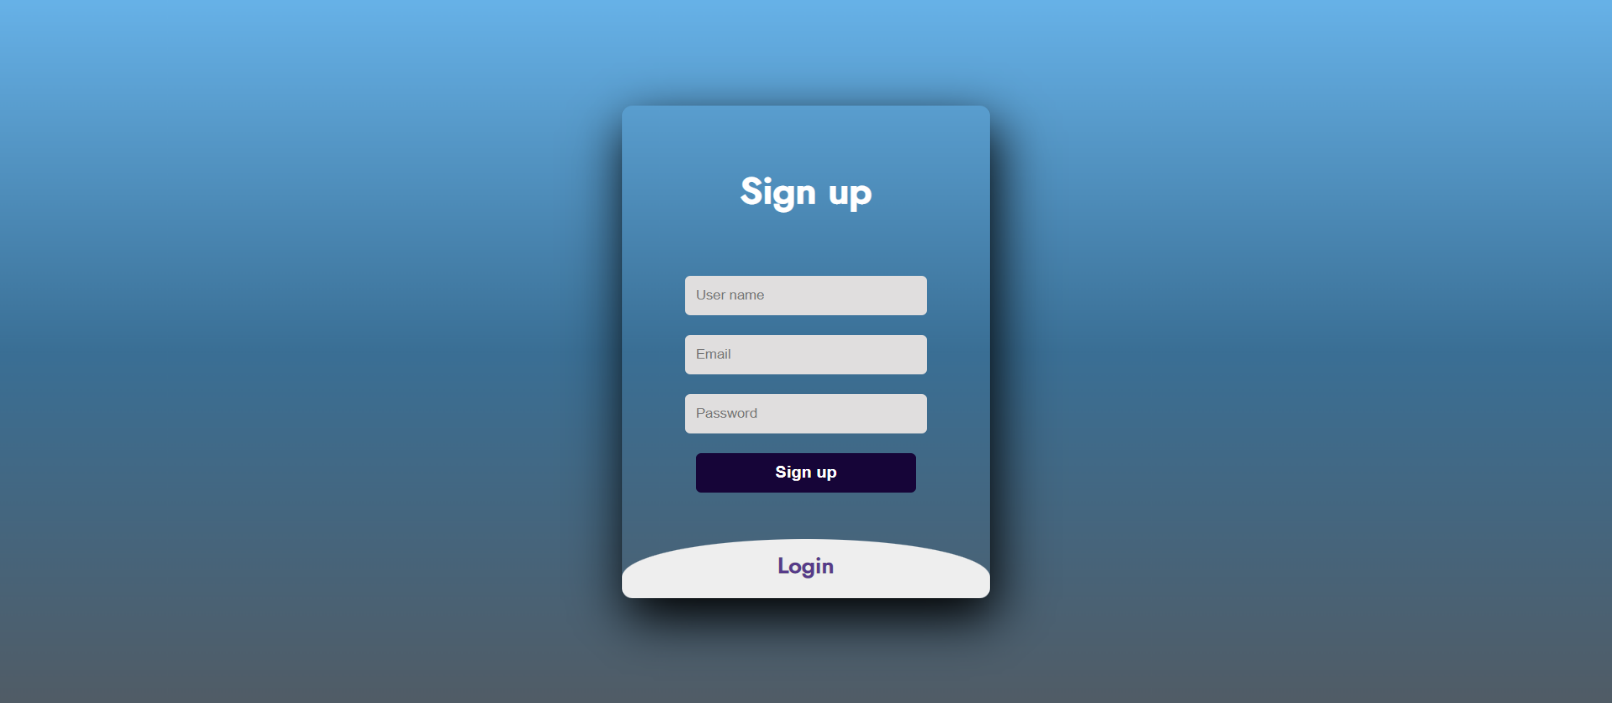 Sign up
User name
Email
Password
Sign up
Login